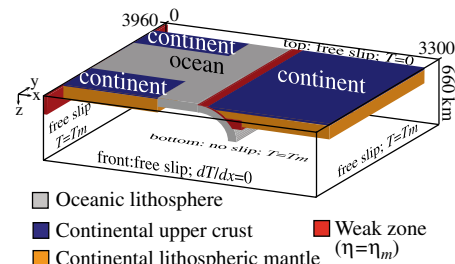 3960 0
continent
top: free slip; T=0
3300
ocean
continent
continent
660 km
y
x
z
free slip
T=Tm
bottom: no slip; T=Tm
free slip; T=Tm
front:free slip; dT/dx=0
Oceanic lithosphere
Continental upper crust
Weak zone
(η=ηm)
Continental lithospheric mantle